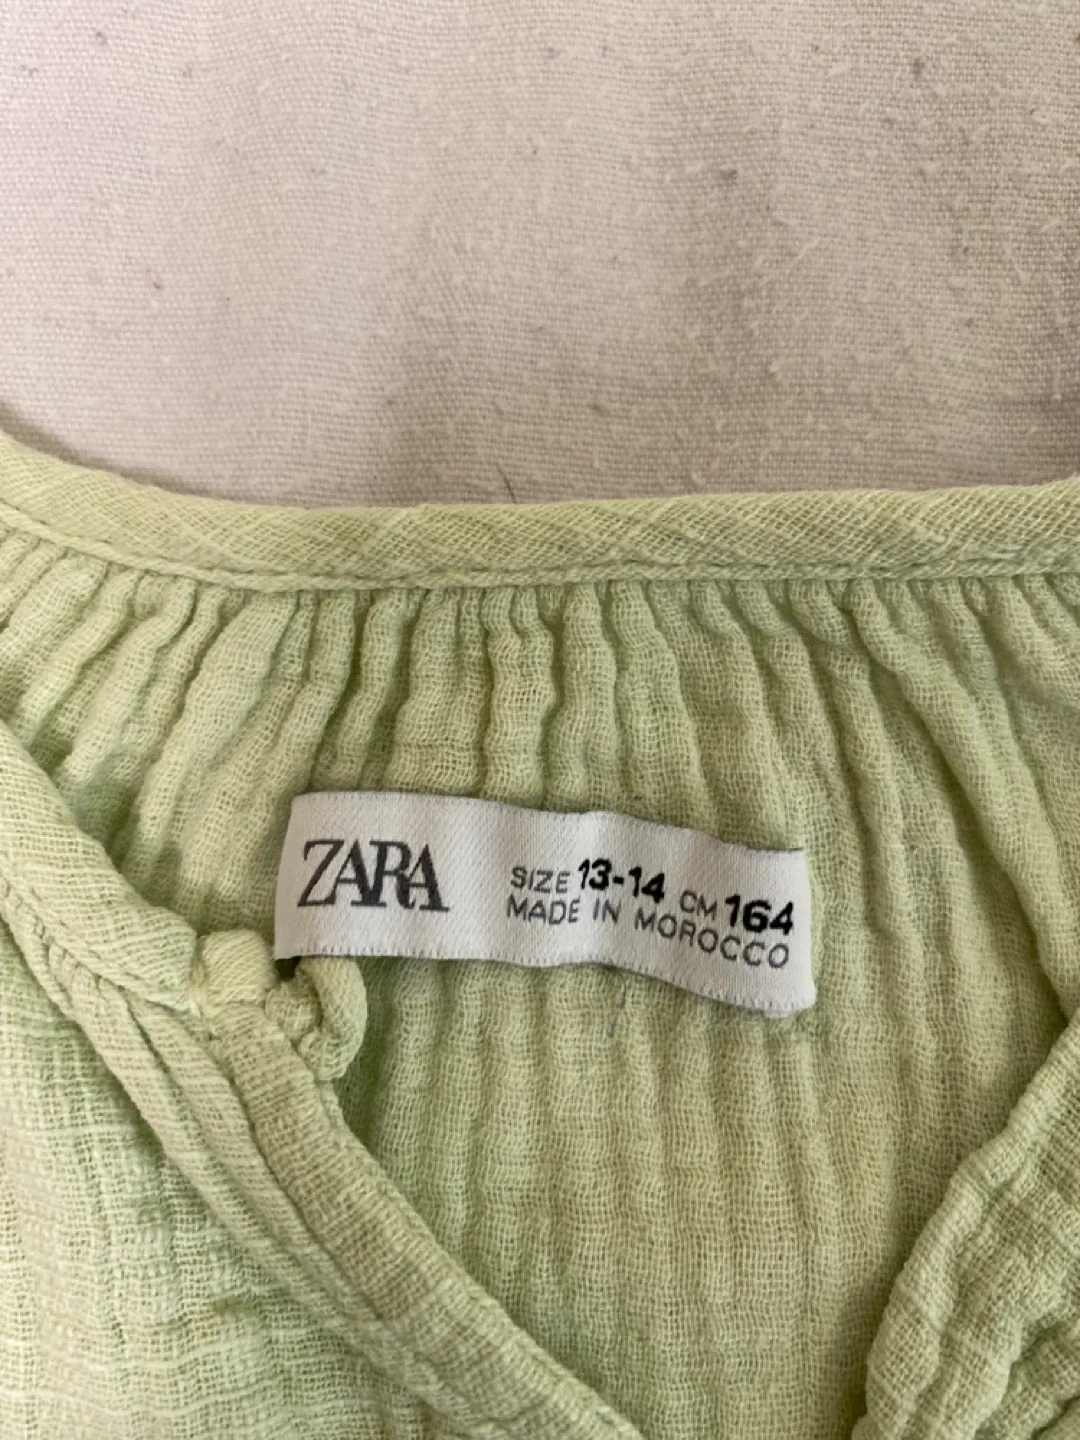 ZARA
SIZE 13-14 CM 164
MADE IN MOROCCO